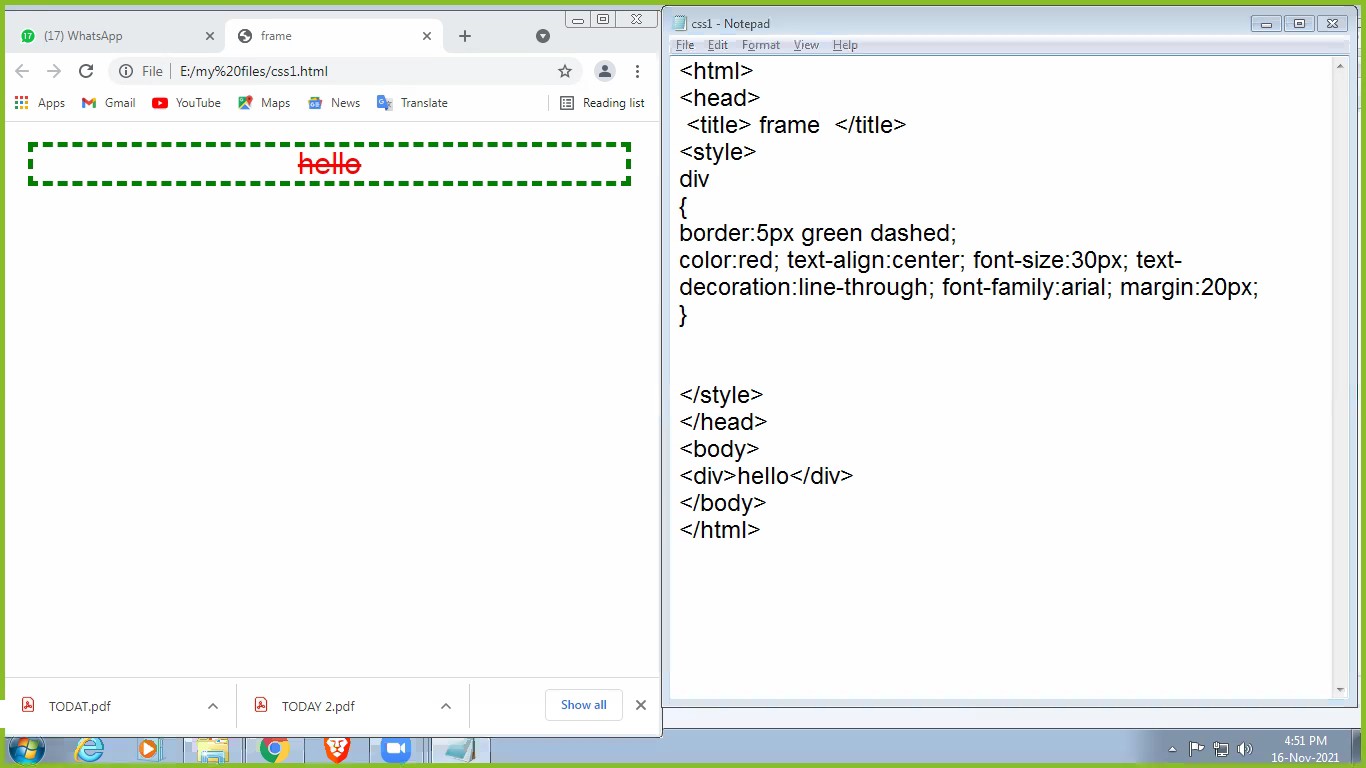 (17) WhatsApp
frame
File
E:/my%20files/css1.html
Apps
Gmail
YouTube
Maps
News
Translate
Reading list
hello
TODAT.pdf
TODAY 2.pdf
Show all
css1 - Notepad
File Edit Format View Help
<html>
<head>
<title> frame  </title>
<style>
div
{
border:5px green dashed;
color:red; text-align:center; font-size:30px; text-
decoration:line-through; font-family:arial; margin:20px;
}
</style>
</head>
<body>
<div>hello</div>
</body>
</html>
4:51 PM
16-Nov-2021